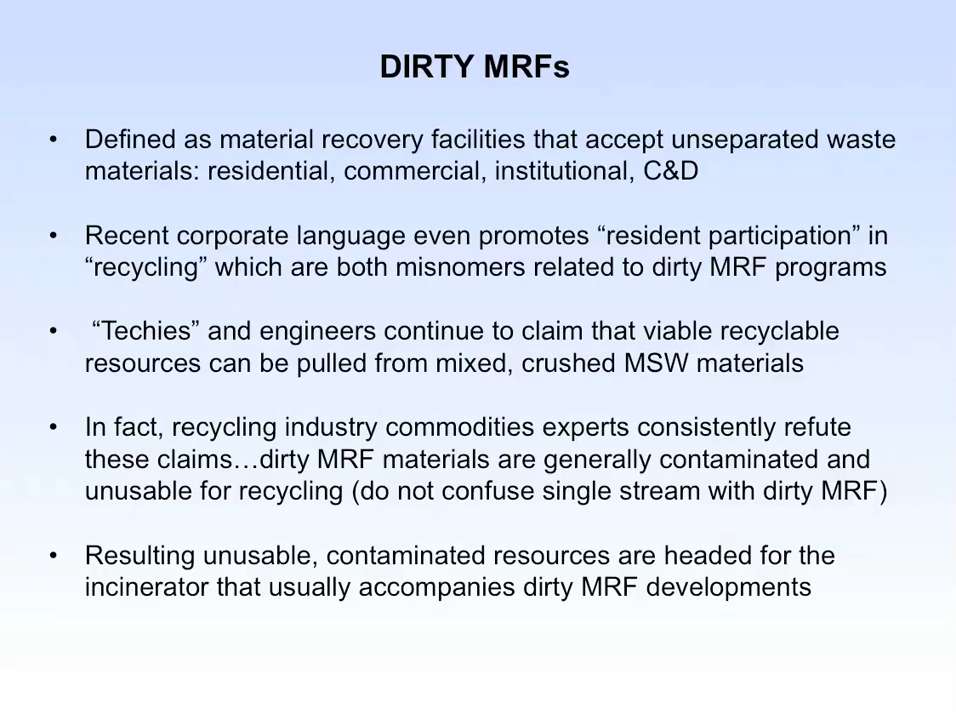 DIRTY MRFs
• Defined as material recovery facilities that accept unseparated waste
materials: residential, commercial, institutional, C&D
• Recent corporate language even promotes “resident participation” in
“recycling” which are both misnomers related to dirty MRF programs
• “Techies” and engineers continue to claim that viable recyclable
resources can be pulled from mixed, crushed MSW materials
• In fact, recycling industry commodities experts consistently refute
these claims…dirty MRF materials are generally contaminated and
unusable for recycling (do not confuse single stream with dirty MRF)
• Resulting unusable, contaminated resources are headed for the
incinerator that usually accompanies dirty MRF developments